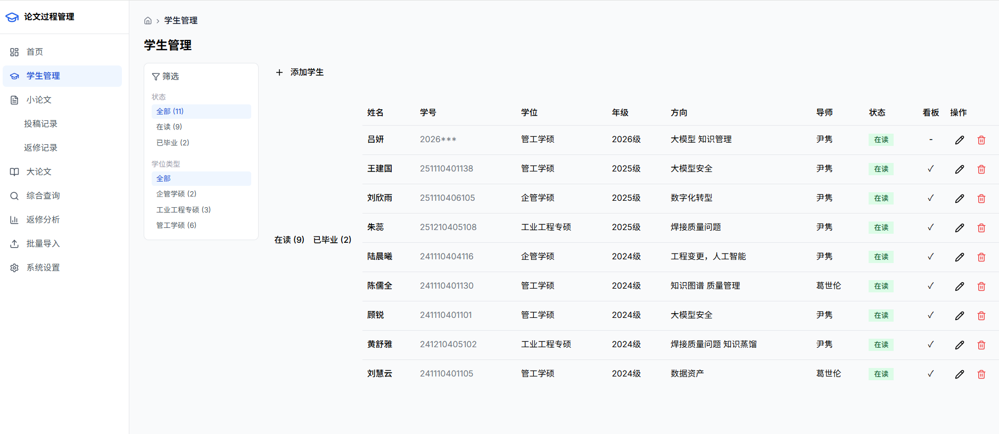 论文过程管理
首页
学生管理
小论文
投稿记录
返修记录
大论文
综合查询
返修分析
批量导入
系统设置
学生管理
学生管理
筛选
状态
全部 (11)
在读 (9)
已毕业 (2)
学位类型
全部
企管学硕 (2)
工业工程专硕 (3)
管工学硕 (6)
添加学生
在读 (9) 已毕业 (2)
姓名 学号 学位 年级 方向 导师 状态 看板 操作
吕妍 2026*** 管工学硕 2026级 大模型 知识管理 尹隽 在读 -
王建国 251110401138 管工学硕 2025级 大模型安全 尹隽 在读 ✓
刘欣雨 251110406105 企管学硕 2025级 数字化转型 尹隽 在读 ✓
朱蕊 251210405108 工业工程专硕 2025级 焊接质量问题 尹隽 在读 ✓
陆晨曦 241110404116 企管学硕 2024级 工程变更，人工智能 尹隽 在读 ✓
陈儒全 241110401130 管工学硕 2024级 知识图谱 质量管理 葛世伦 在读 ✓
顾锐 241110401101 管工学硕 2024级 大模型安全 尹隽 在读 ✓
黄舒雅 241210405102 工业工程专硕 2024级 焊接质量问题 知识蒸馏 尹隽 在读 ✓
刘慧云 241110401105 管工学硕 2024级 数据资产 葛世伦 在读 ✓